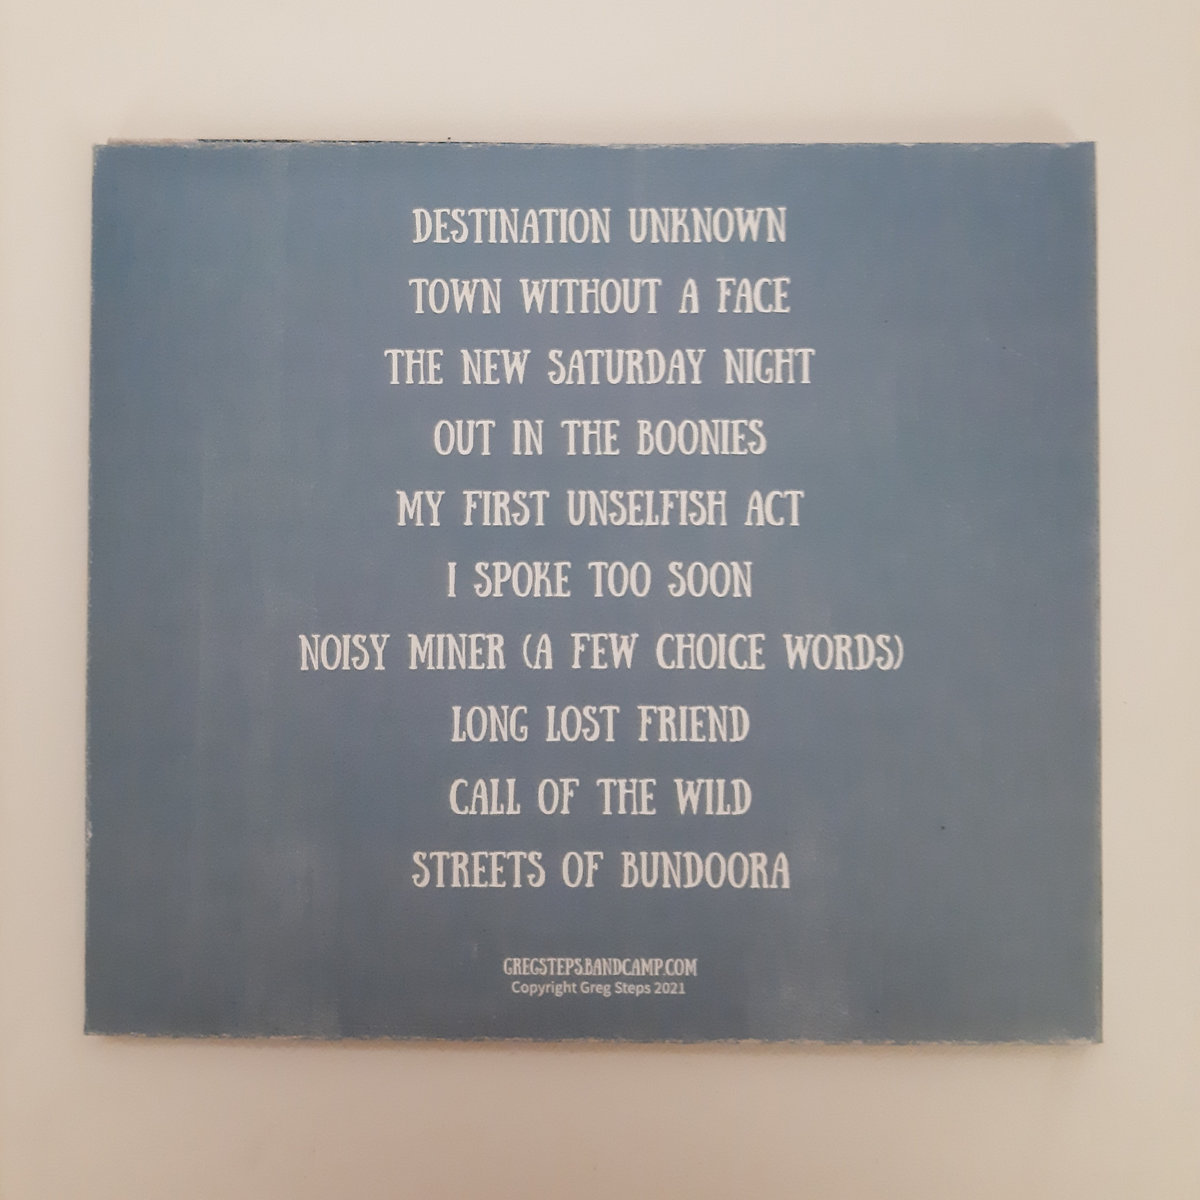 DESTINATION UNKNOWN
TOWN WITHOUT A FACE
THE NEW SATURDAY NIGHT
OUT IN THE BOONIES
MY FIRST UNSELFISH ACT
I SPOKE TOO SOON
NOISY MINER (A FEW CHOICE WORDS)
LONG LOST FRIEND
CALL OF THE WILD
STREETS OF BUNDOORA
GREGSTEPS.BANDCAMP.COM
Copyright Greg Steps 2021